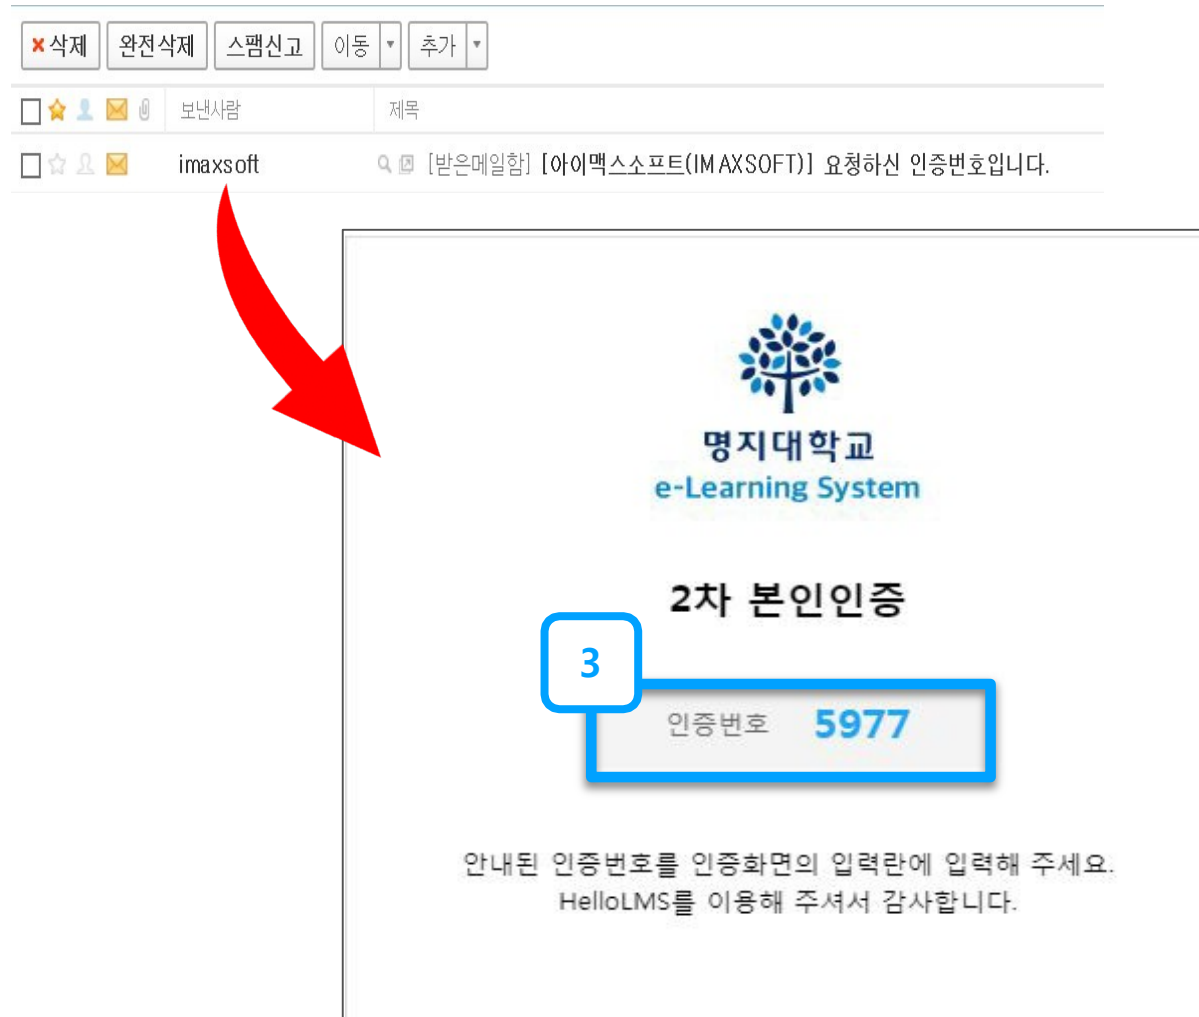 삭제 완전삭제 스팸신고 이동 추가
보낸사람 제목
imaxsoft [받은메일함] [아이맥스소프트(IMAXSOFT)] 요청하신 인증번호입니다.
명지대학교
e-Learning System
2차 본인인증
3
인증번호 5977
안내된 인증번호를 인증화면의 입력란에 입력해 주세요.
HelloLMS를 이용해 주셔서 감사합니다.